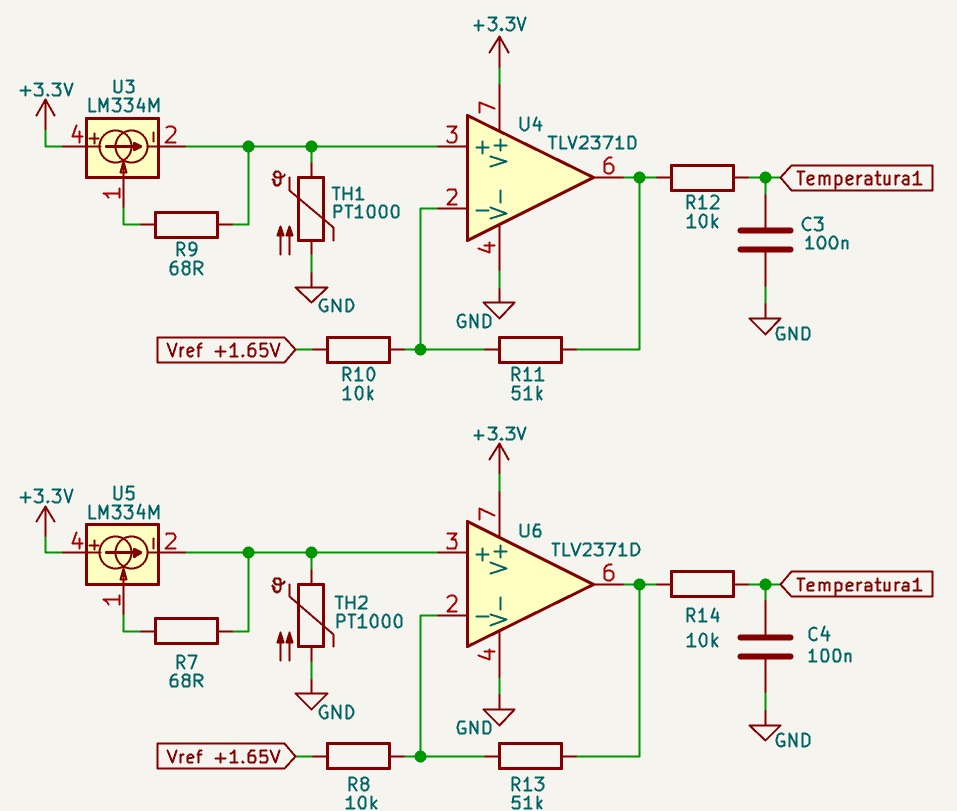 +3.3V
+3.3V
U3
LM334M
4
+
-
2
1
R9
68R
ϑ
TH1
PT1000
GND
7
U4
TLV2371D
3
+
V+
2
-
V-
6
4
GND
R12
10k
Temperatura1
C3
100n
GND
Vref +1.65V
R10
10k
R11
51k
+3.3V
+3.3V
U5
LM334M
4
+
-
2
1
R7
68R
ϑ
TH2
PT1000
GND
7
U6
TLV2371D
3
+
V+
2
-
V-
6
4
GND
R14
10k
Temperatura1
C4
100n
GND
Vref +1.65V
R8
10k
R13
51k